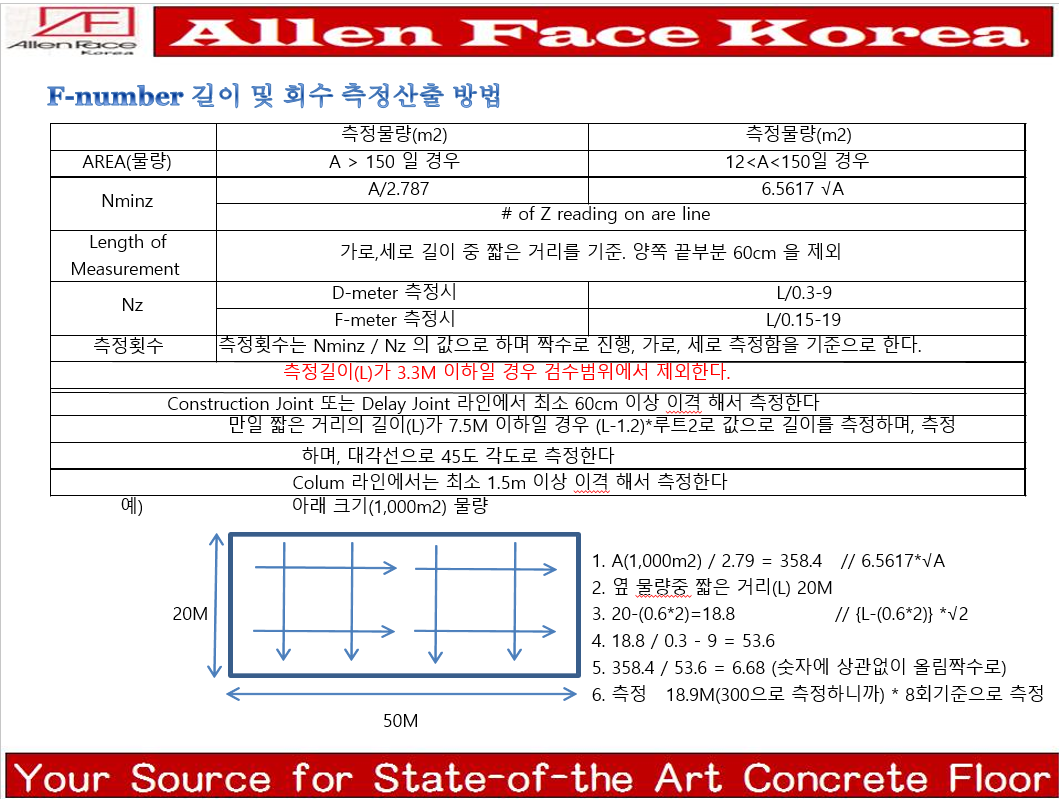 Allen Face
Korea
Allen Face Korea
F-number 길이 및 회수 측정산출 방법
측정물량(m2) 측정물량(m2)
AREA(물량) A > 150 일 경우 12<A<150일 경우
Nminz A/2.787 6.5617 √A
# of Z reading on are line
Length of
Measurement
가로,세로 길이 중 짧은 거리를 기준. 양쪽 끝부분 60cm 을 제외
Nz D-meter 측정시 L/0.3-9
F-meter 측정시 L/0.15-19
측정횟수 측정횟수는 Nminz / Nz 의 값으로 하며 짝수로 진행, 가로, 세로 측정함을 기준으로 한다.
측정길이(L)가 3.3M 이하일 경우 검수범위에서 제외한다.
Construction Joint 또는 Delay Joint 라인에서 최소 60cm 이상 이격 해서 측정한다
만일 짧은 거리의 길이(L)가 7.5M 이하일 경우 (L-1.2)*루트2로 값으로 길이를 측정하며, 측정
하며, 대각선으로 45도 각도로 측정한다
Colum 라인에서는 최소 1.5m 이상 이격 해서 측정한다
예) 아래 크기(1,000m2) 물량
20M
50M
1. A(1,000m2) / 2.79 = 358.4 // 6.5617*√A
2. 옆 물량중 짧은 거리(L) 20M
3. 20-(0.6*2)=18.8 // {L-(0.6*2)} *√2
4. 18.8 / 0.3 - 9 = 53.6
5. 358.4 / 53.6 = 6.68 (숫자에 상관없이 올림짝수로)
6. 측정 18.9M(300으로 측정하니까) * 8회기준으로 측정
Your Source for State-of-the Art Concrete Floor